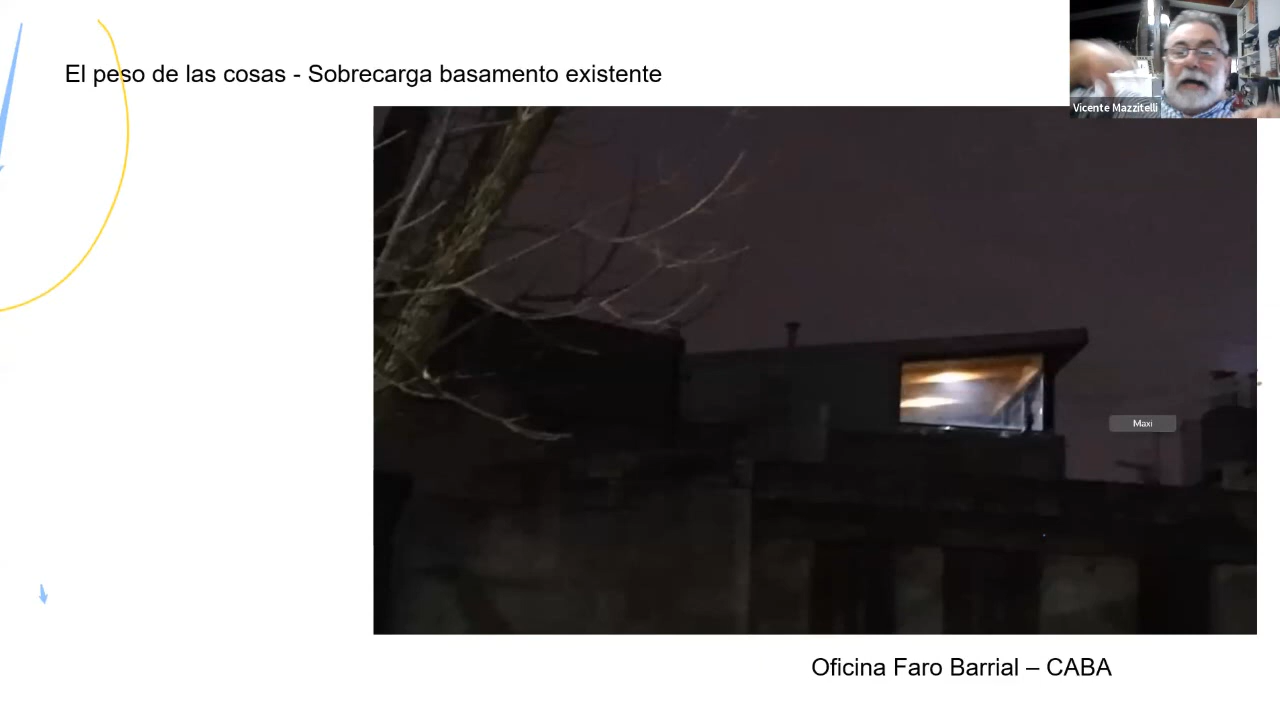 El peso de las cosas - Sobrecarga basamento existente
Vicente Mazzitelli
Maxi
Oficina Faro Barrial – CABA